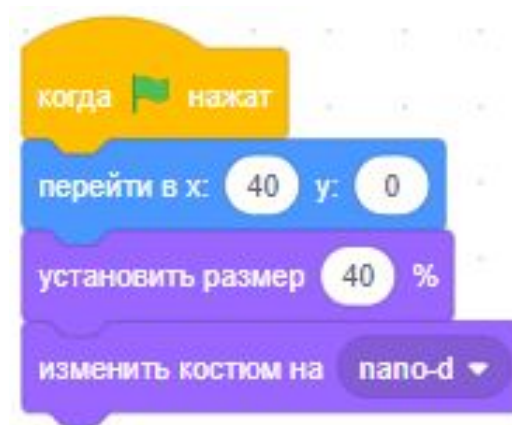 когда нажат
перейти в x: 40 y: 0
установить размер 40 %
изменить костюм на nano-d